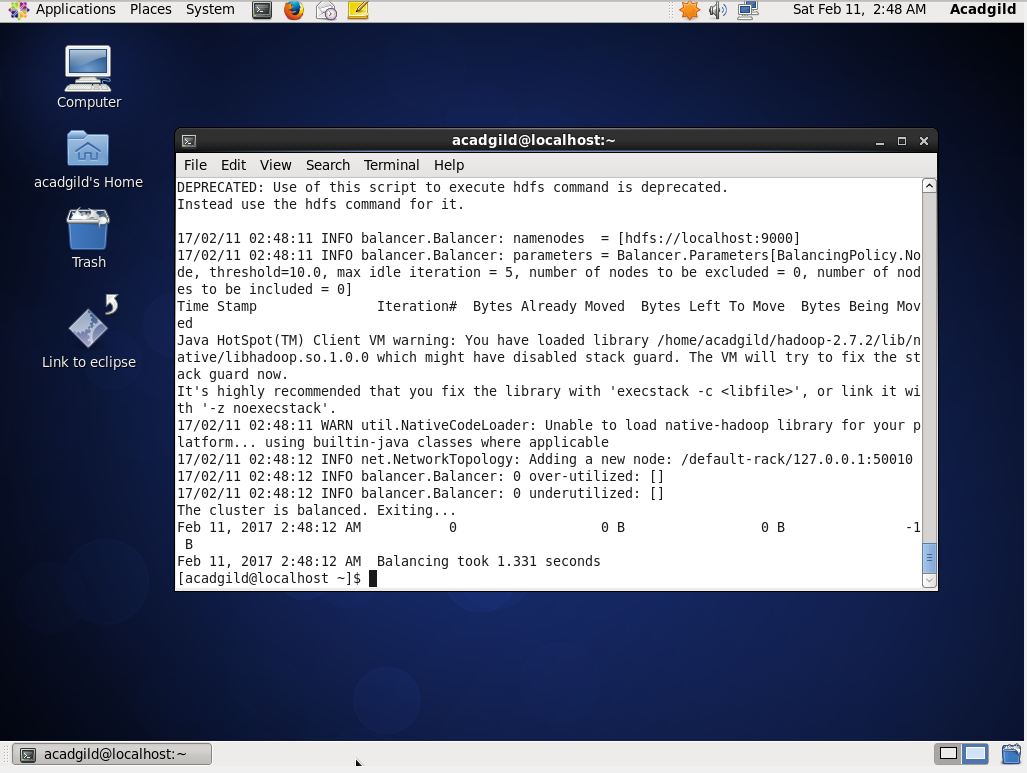 Applications Places System Sat Feb 11, 2:48 AM Acadgild
Computer
acadgild's Home
Trash
Link to eclipse
acadgild@localhost:~
File Edit View Search Terminal Help
DEPRECATED: Use of this script to execute hdfs command is deprecated.
Instead use the hdfs command for it.
17/02/11 02:48:11 INFO balancer.Balancer: namenodes  = [hdfs://localhost:9000]
17/02/11 02:48:11 INFO balancer.Balancer: parameters = Balancer.Parameters[BalancingPolicy.No
de, threshold=10.0, max idle iteration = 5, number of nodes to be excluded = 0, number of nod
es to be included = 0]
Time Stamp               Iteration#  Bytes Already Moved  Bytes Left To Move  Bytes Being Mov
ed
Java HotSpot(TM) Client VM warning: You have loaded library /home/acadgild/hadoop-2.7.2/lib/n
ative/libhadoop.so.1.0.0 which might have disabled stack guard. The VM will try to fix the st
ack guard now.
It's highly recommended that you fix the library with 'execstack -c <libfile>', or link it wi
th '-z noexecstack'.
17/02/11 02:48:11 WARN util.NativeCodeLoader: Unable to load native-hadoop library for your p
latform... using builtin-java classes where applicable
17/02/11 02:48:12 INFO net.NetworkTopology: Adding a new node: /default-rack/127.0.0.1:50010
17/02/11 02:48:12 INFO balancer.Balancer: 0 over-utilized: []
17/02/11 02:48:12 INFO balancer.Balancer: 0 underutilized: []
The cluster is balanced. Exiting...
Feb 11, 2017 2:48:12 AM           0                  0 B                 0 B               -1
 B
Feb 11, 2017 2:48:12 AM  Balancing took 1.331 seconds
[acadgild@localhost ~]$
acadgild@localhost:~